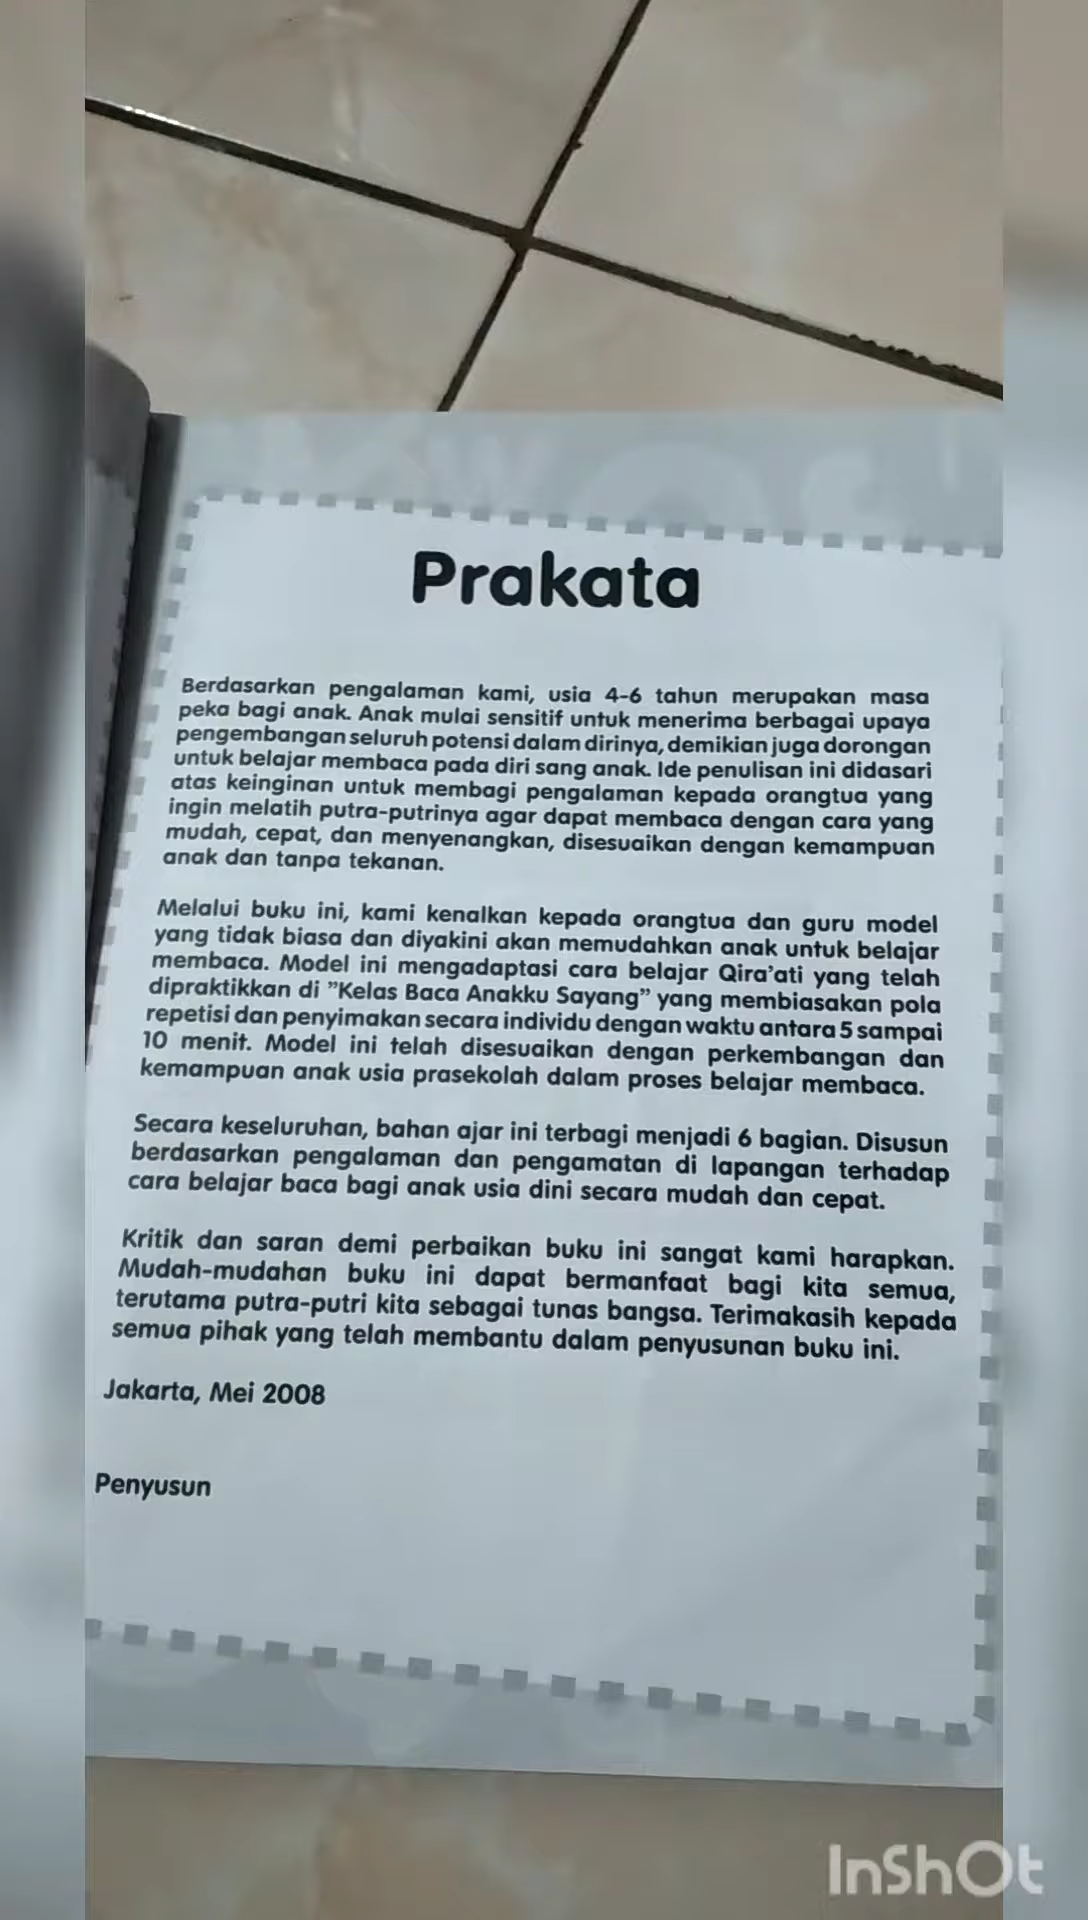 Prakata
Berdasarkan pengalaman kami, usia 4-6 tahun merupakan masa
peka bagi anak. Anak mulai sensitif untuk menerima berbagai upaya
pengembangan seluruh potensi dalam dirinya, demikian juga dorongan
untuk belajar membaca pada diri sang anak. Ide penulisan ini didasari
atas keinginan untuk membagi pengalaman kepada orangtua yang
ingin melatih putra-putrinya agar dapat membaca dengan cara yang
mudah, cepat, dan menyenangkan, disesuaikan dengan kemampuan
anak dan tanpa tekanan.
Melalui buku ini, kami kenalkan kepada orangtua dan guru model
yang tidak biasa dan diyakini akan memudahkan anak untuk belajar
membaca. Model ini mengadaptasi cara belajar Qira'ati yang telah
dipraktikkan di "Kelas Baca Anakku Sayang" yang membiasakan pola
repetisi dan penyimakan secara individu dengan waktu antara 5 sampai
10 menit. Model ini telah disesuaikan dengan perkembangan dan
kemampuan anak usia prasekolah dalam proses belajar membaca.
Secara keseluruhan, bahan ajar ini terbagi menjadi 6 bagian. Disusun
berdasarkan pengalaman dan pengamatan di lapangan terhadap
cara belajar baca bagi anak usia dini secara mudah dan cepat.
Kritik dan saran demi perbaikan buku ini sangat kami harapkan.
Mudah-mudahan buku ini dapat bermanfaat bagi kita semua,
terutama putra-putri kita sebagai tunas bangsa. Terimakasih kepada
semua pihak yang telah membantu dalam penyusunan buku ini.
Jakarta, Mei 2008
Penyusun
InShOt